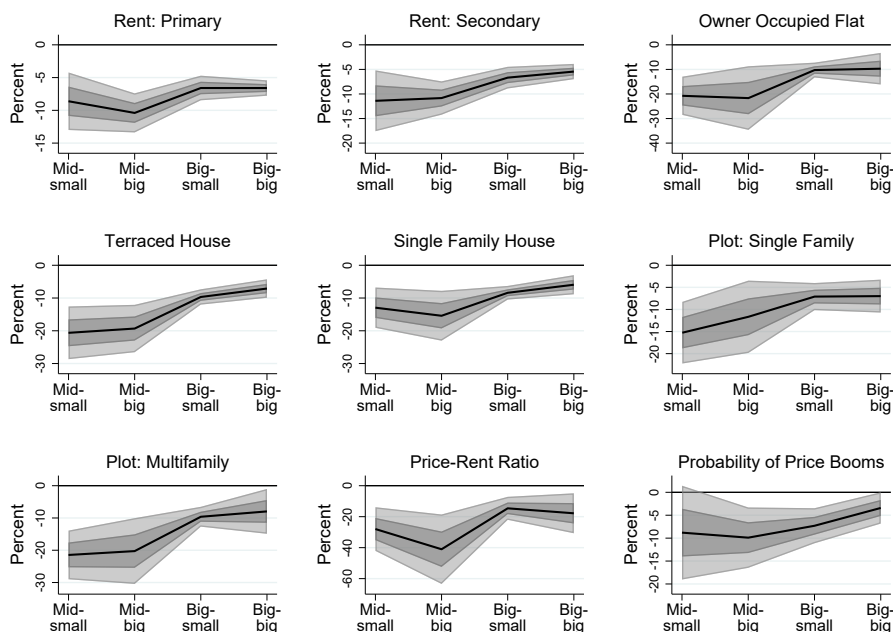 Rent: Primary
Percent
0
-5
-10
-15
Mid-
small
Mid-
big
Big-
small
Big-
big
Rent: Secondary
Percent
0
-5
-10
-15
-20
Mid-
small
Mid-
big
Big-
small
Big-
big
Owner Occupied Flat
Percent
0
-10
-20
-30
-40
Mid-
small
Mid-
big
Big-
small
Big-
big
Terraced House
Percent
0
-10
-20
-30
Mid-
small
Mid-
big
Big-
small
Big-
big
Single Family House
Percent
0
-10
-20
-30
Mid-
small
Mid-
big
Big-
small
Big-
big
Plot: Single Family
Percent
0
-5
-10
-15
-20
Mid-
small
Mid-
big
Big-
small
Big-
big
Plot: Multifamily
Percent
0
-10
-20
-30
Mid-
small
Mid-
big
Big-
small
Big-
big
Price-Rent Ratio
Percent
0
-20
-40
-60
Mid-
small
Mid-
big
Big-
small
Big-
big
Probability of Price Booms
Percent
0
-5
-10
-15
-20
Mid-
small
Mid-
big
Big-
small
Big-
big